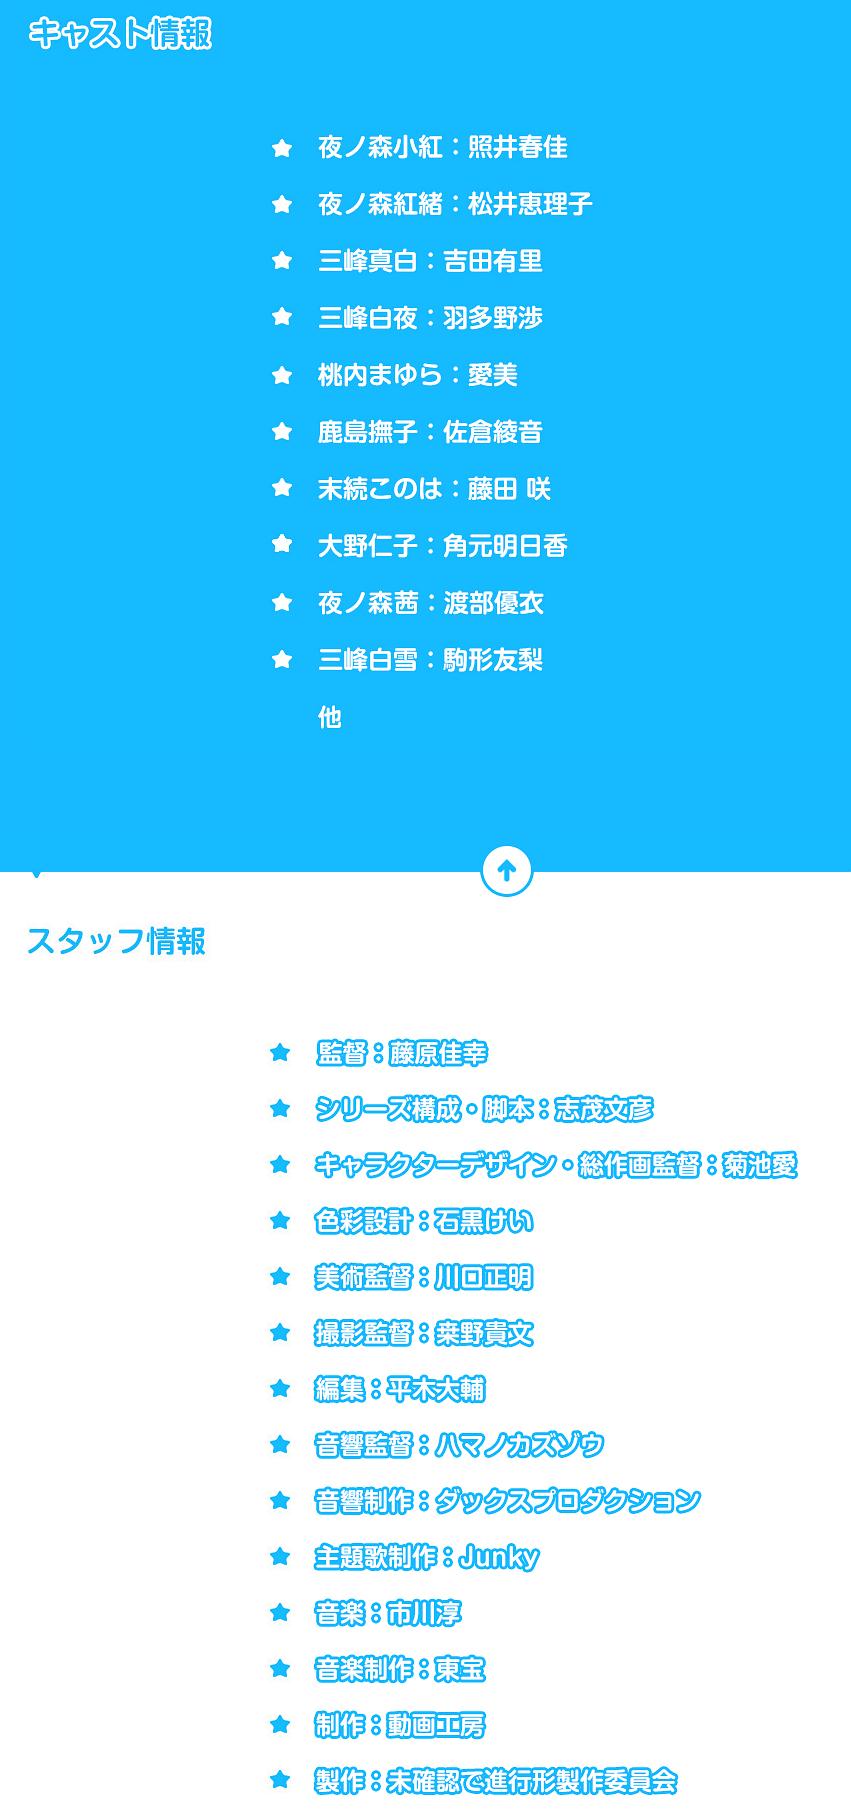 キャスト情報
夜ノ森小紅：照井春佳
夜ノ森紅緒：松井恵理子
三峰真白：吉田有里
三峰白夜：羽多野渉
桃内まゆら：愛美
鹿島撫子：佐倉綾音
末続このは：藤田 咲
大野仁子：角元明日香
夜ノ森茜：渡部優衣
三峰白雪：駒形友梨
他
スタッフ情報
監督：藤原佳幸
シリーズ構成・脚本：志茂文彦
キャラクターデザイン・総作画監督：菊池愛
色彩設計：石黒けい
美術監督：川口正明
撮影監督：桒野貴文
編集：平木大輔
音響監督：ハマノカズゾウ
音響制作：ダックスプロダクション
主題歌制作：Junky
音楽：市川淳
音楽制作：東宝
制作：動画工房
製作：未確認で進行形製作委員会